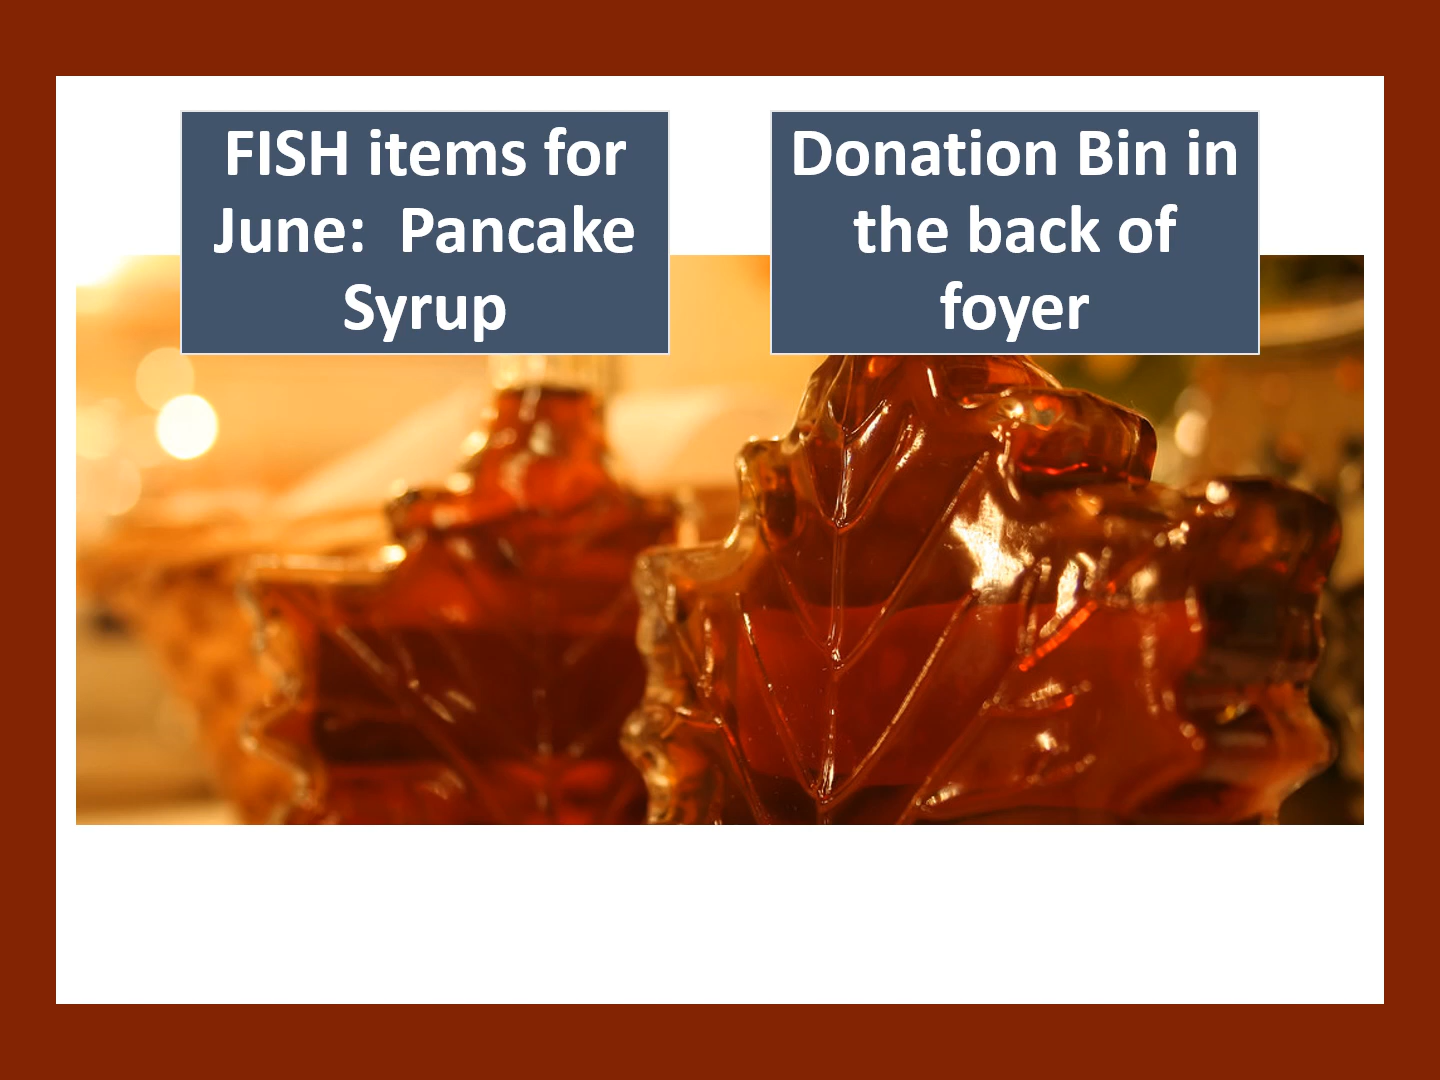 FISH items for
June:  Pancake
Syrup
Donation Bin in
the back of
foyer